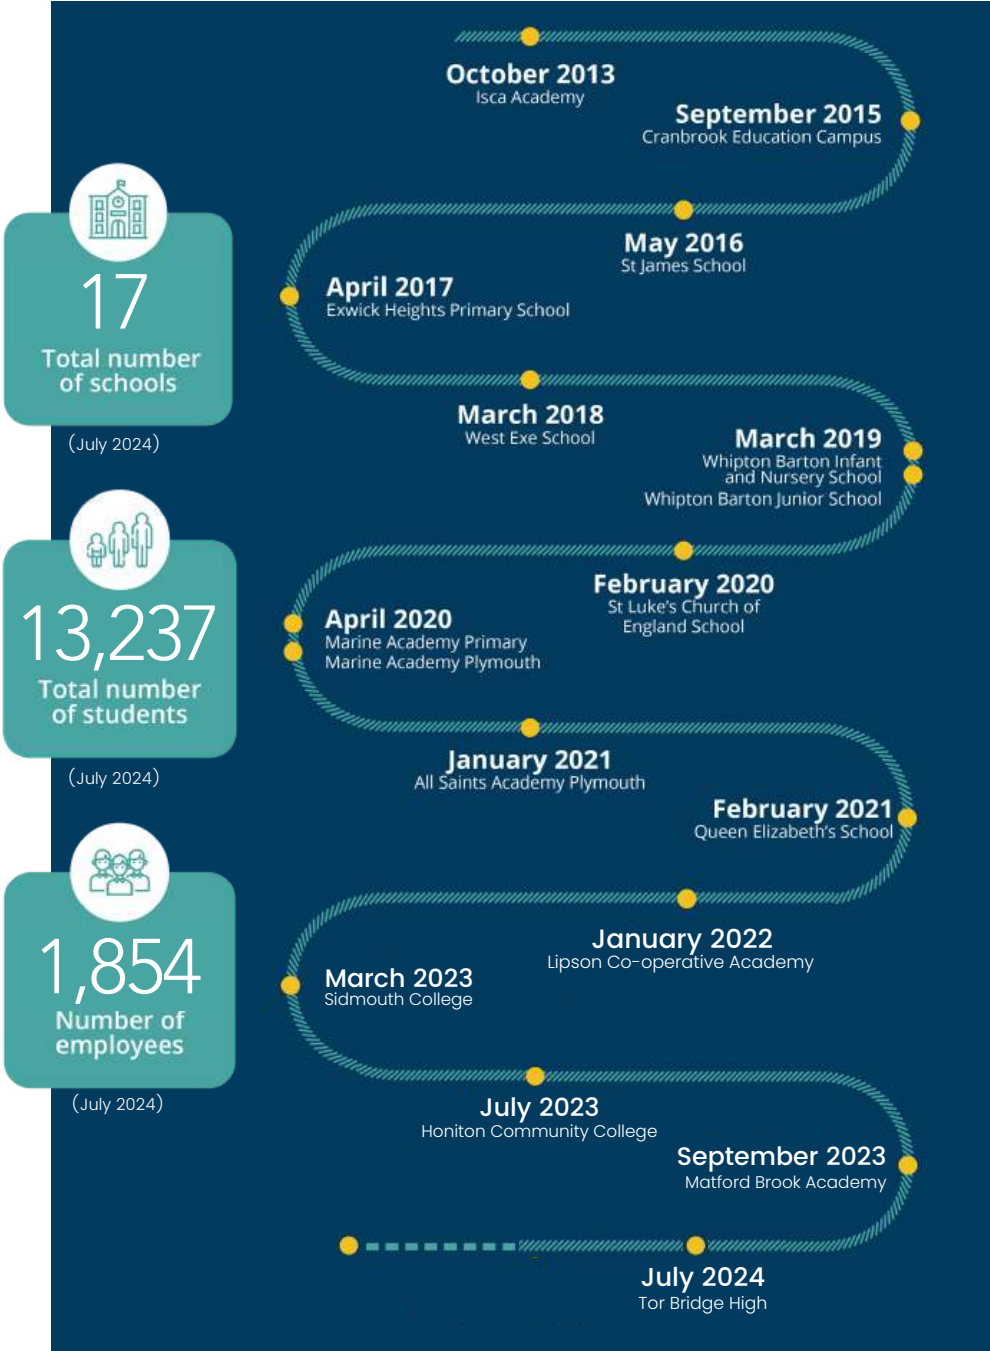 October 2013
Isca Academy
September 2015
Cranbrook Education Campus
May 2016
St James School
April 2017
Exwick Heights Primary School
March 2018
West Exe School
March 2019
Whipton Barton Infant
and Nursery School
Whipton Barton Junior School
February 2020
St Luke's Church of
England School
April 2020
Marine Academy Primary
Marine Academy Plymouth
January 2021
All Saints Academy Plymouth
February 2021
Queen Elizabeth's School
January 2022
Lipson Co-operative Academy
March 2023
Sidmouth College
July 2023
Honiton Community College
September 2023
Matford Brook Academy
July 2024
Tor Bridge High
17
Total number
of schools
(July 2024)
13,237
Total number
of students
(July 2024)
1,854
Number of
employees
(July 2024)